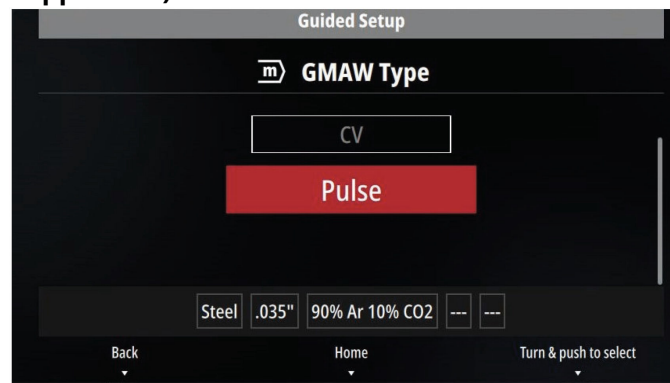 Guided Setup
m GMAW Type
CV
Pulse
Steel .035" 90% Ar 10% CO2 --- ---
Back Home Turn & push to select